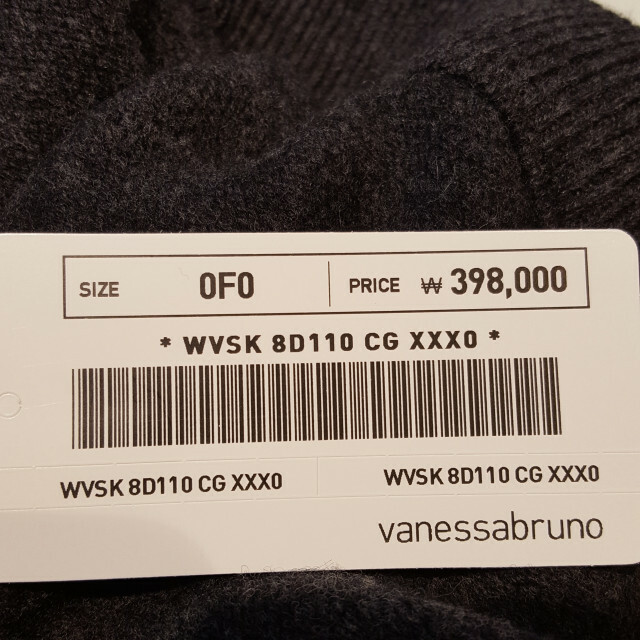 SIZE 0F0 PRICE ₩ 398,000
* WVSK 8D110 CG XXX0 *
WVSK 8D110 CG XXX0 WVSK 8D110 CG XXX0
vanessabruno